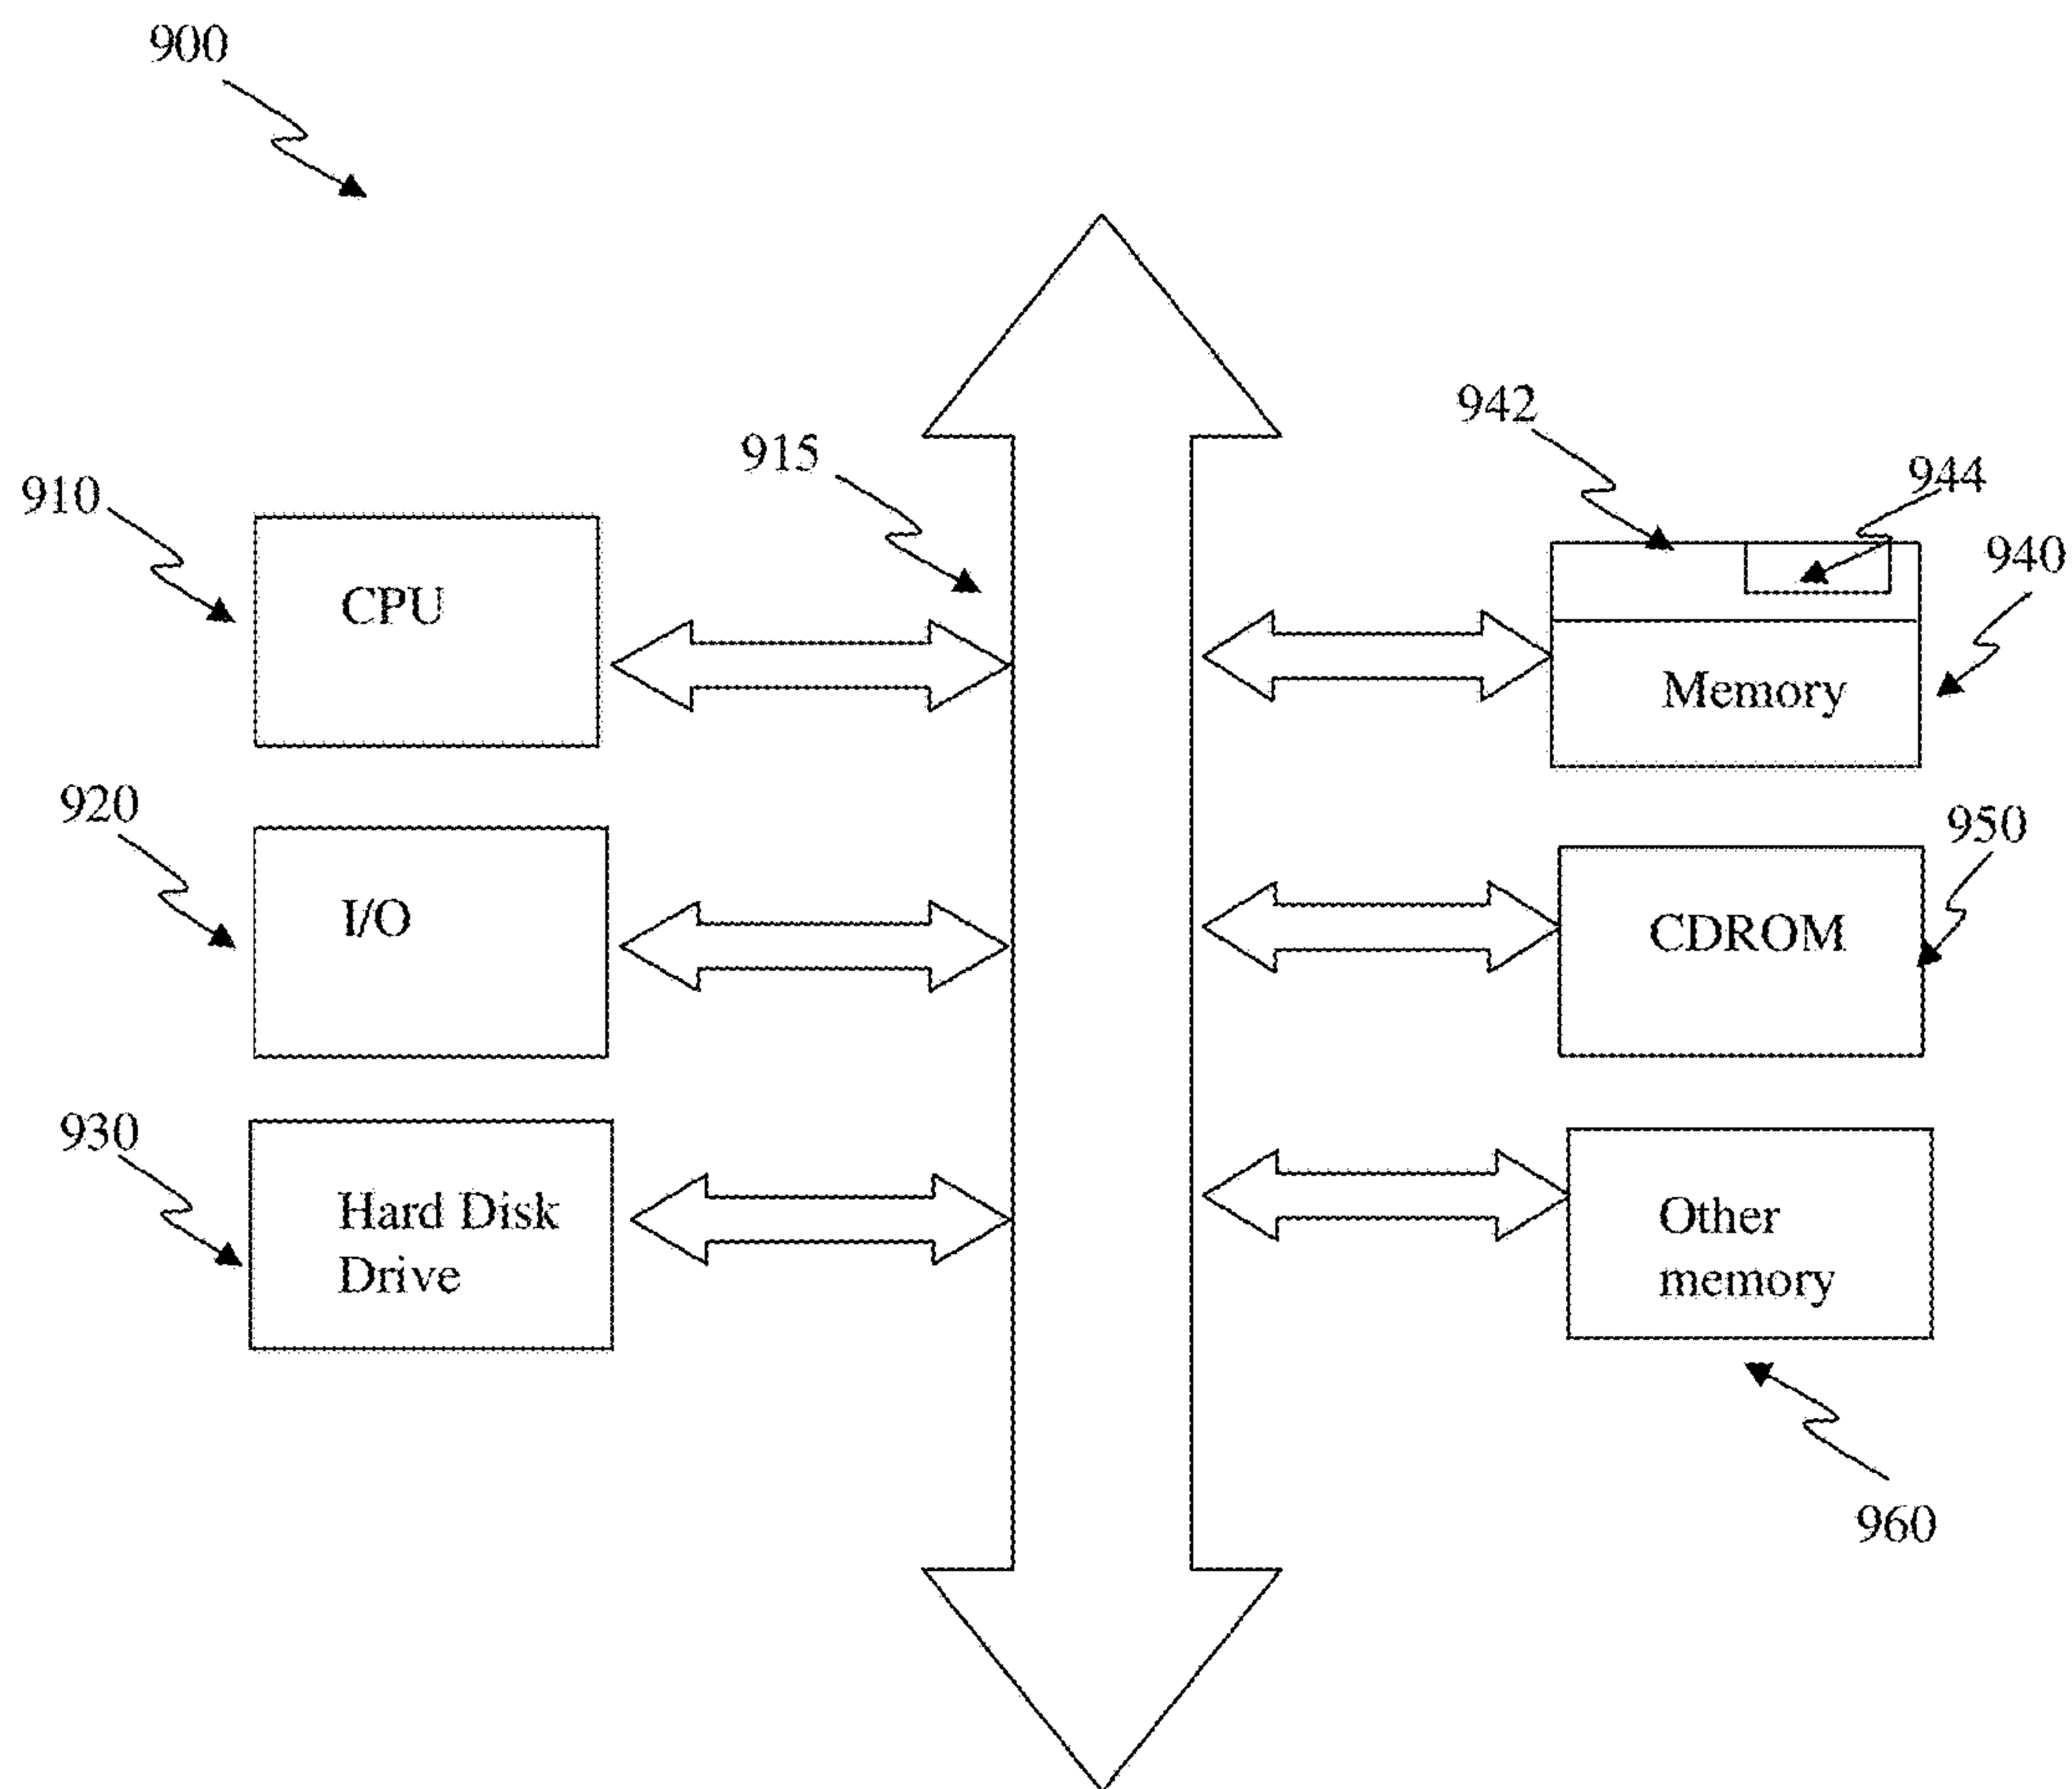 900
942
915
944
910
940
CPU
Memory
920
950
I/O
CDROM
930
Hard Disk
Drive
Other
memory
960